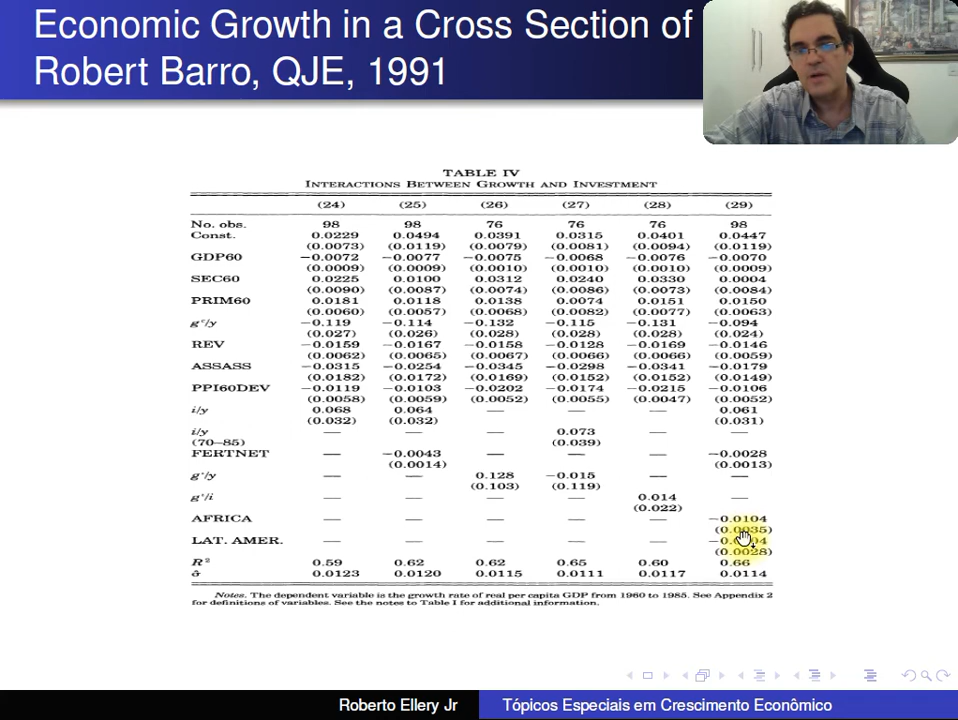 Economic Growth in a Cross Section of
Robert Barro, QJE, 1991
TABLE IV
INTERACTIONS BETWEEN GROWTH AND INVESTMENT
(24) (25) (26) (27) (28) (29)
No. obs. 98 98 76 76 76 98
Const. 0.0229 0.0494 0.0391 0.0315 0.0401 0.0447
(0.0073) (0.0119) (0.0079) (0.0081) (0.0094) (0.0119)
GDP60 −0.0072 −0.0077 −0.0075 −0.0068 −0.0076 −0.0070
(0.0009) (0.0009) (0.0010) (0.0010) (0.0010) (0.0009)
SEC60 0.0225 0.0100 0.0312 0.0240 0.0330 0.0004
(0.0090) (0.0087) (0.0074) (0.0086) (0.0073) (0.0084)
PRIM60 0.0181 0.0118 0.0138 0.0074 0.0151 0.0150
(0.0060) (0.0057) (0.0068) (0.0082) (0.0077) (0.0063)
gᶜ/y −0.119 −0.114 −0.132 −0.115 −0.131 −0.094
(0.027) (0.026) (0.028) (0.028) (0.028) (0.024)
REV −0.0159 −0.0167 −0.0158 −0.0128 −0.0169 −0.0146
(0.0062) (0.0065) (0.0067) (0.0066) (0.0066) (0.0059)
ASSASS −0.0315 −0.0254 −0.0345 −0.0298 −0.0341 −0.0179
(0.0182) (0.0172) (0.0169) (0.0152) (0.0152) (0.0149)
PPI60DEV −0.0119 −0.0103 −0.0202 −0.0174 −0.0215 −0.0106
(0.0058) (0.0059) (0.0052) (0.0055) (0.0047) (0.0052)
i/y 0.068 0.064 — — — 0.061
(0.032) (0.032) (0.031)
i/y — — — 0.073 — —
(70–85) (0.039)
FERTNET — −0.0043 — — — −0.0028
(0.0014) (0.0013)
gⁱ/y — — 0.128 −0.015 — —
(0.103) (0.119)
gⁱ/i — — — — 0.014 —
(0.022)
AFRICA — — — — — −0.0104
(0.0035)
LAT. AMER. — — — — —
(0.0028)
R² 0.59 0.62 0.62 0.65 0.60 0.66
σ̂ 0.0123 0.0120 0.0115 0.0111 0.0117 0.0114
Notes. The dependent variable is the growth rate of real per capita GDP from 1960 to 1985. See Appendix 2
for definitions of variables. See the notes to Table I for additional information.
Roberto Ellery Jr Tópicos Especiais em Crescimento Econômico